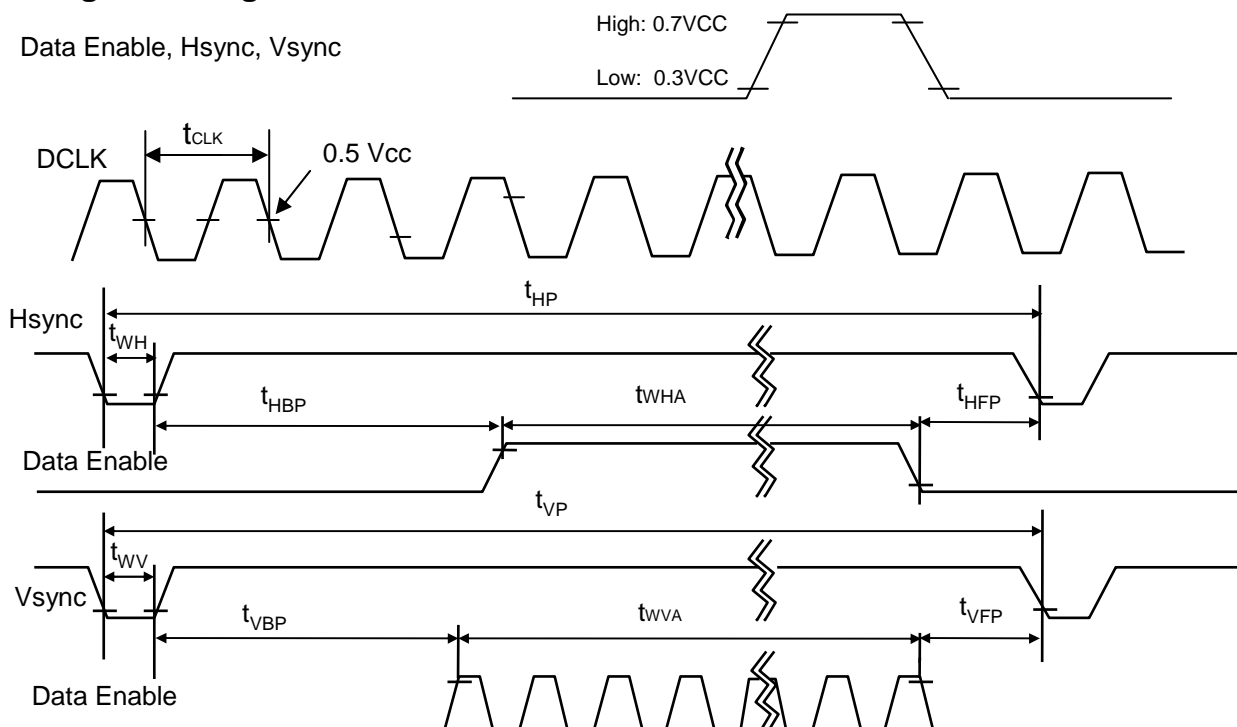 Data Enable, Hsync, Vsync
High: 0.7VCC
Low: 0.3VCC
tCLK
DCLK
0.5 Vcc
tHP
Hsync
tWH
tHBP
tWHA
tHFP
Data Enable
tVP
tWV
Vsync
tVBP
tWVA
tVFP
Data Enable